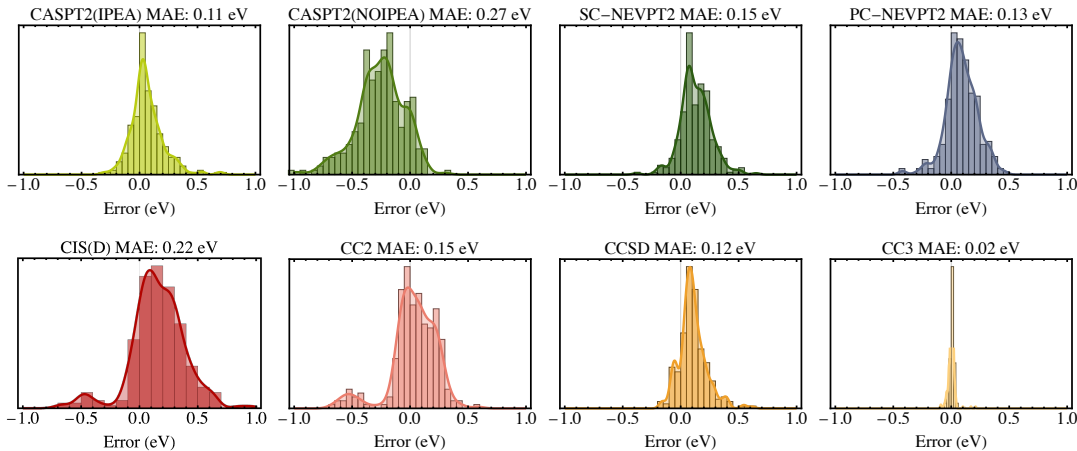 CASPT2(IPEA) MAE: 0.11 eV
CASPT2(NOIPEA) MAE: 0.27 eV
SC−NEVPT2 MAE: 0.15 eV
PC−NEVPT2 MAE: 0.13 eV
−1.0 −0.5 0.0 0.5 1.0
−1.0 −0.5 0.0 0.5 1.0
−1.0 −0.5 0.0 0.5 1.0
−1.0 −0.5 0.0 0.5 1.0
Error (eV)
Error (eV)
Error (eV)
Error (eV)
CIS(D) MAE: 0.22 eV
CC2 MAE: 0.15 eV
CCSD MAE: 0.12 eV
CC3 MAE: 0.02 eV
−1.0 −0.5 0.0 0.5 1.0
−1.0 −0.5 0.0 0.5 1.0
−1.0 −0.5 0.0 0.5 1.0
−1.0 −0.5 0.0 0.5 1.0
Error (eV)
Error (eV)
Error (eV)
Error (eV)